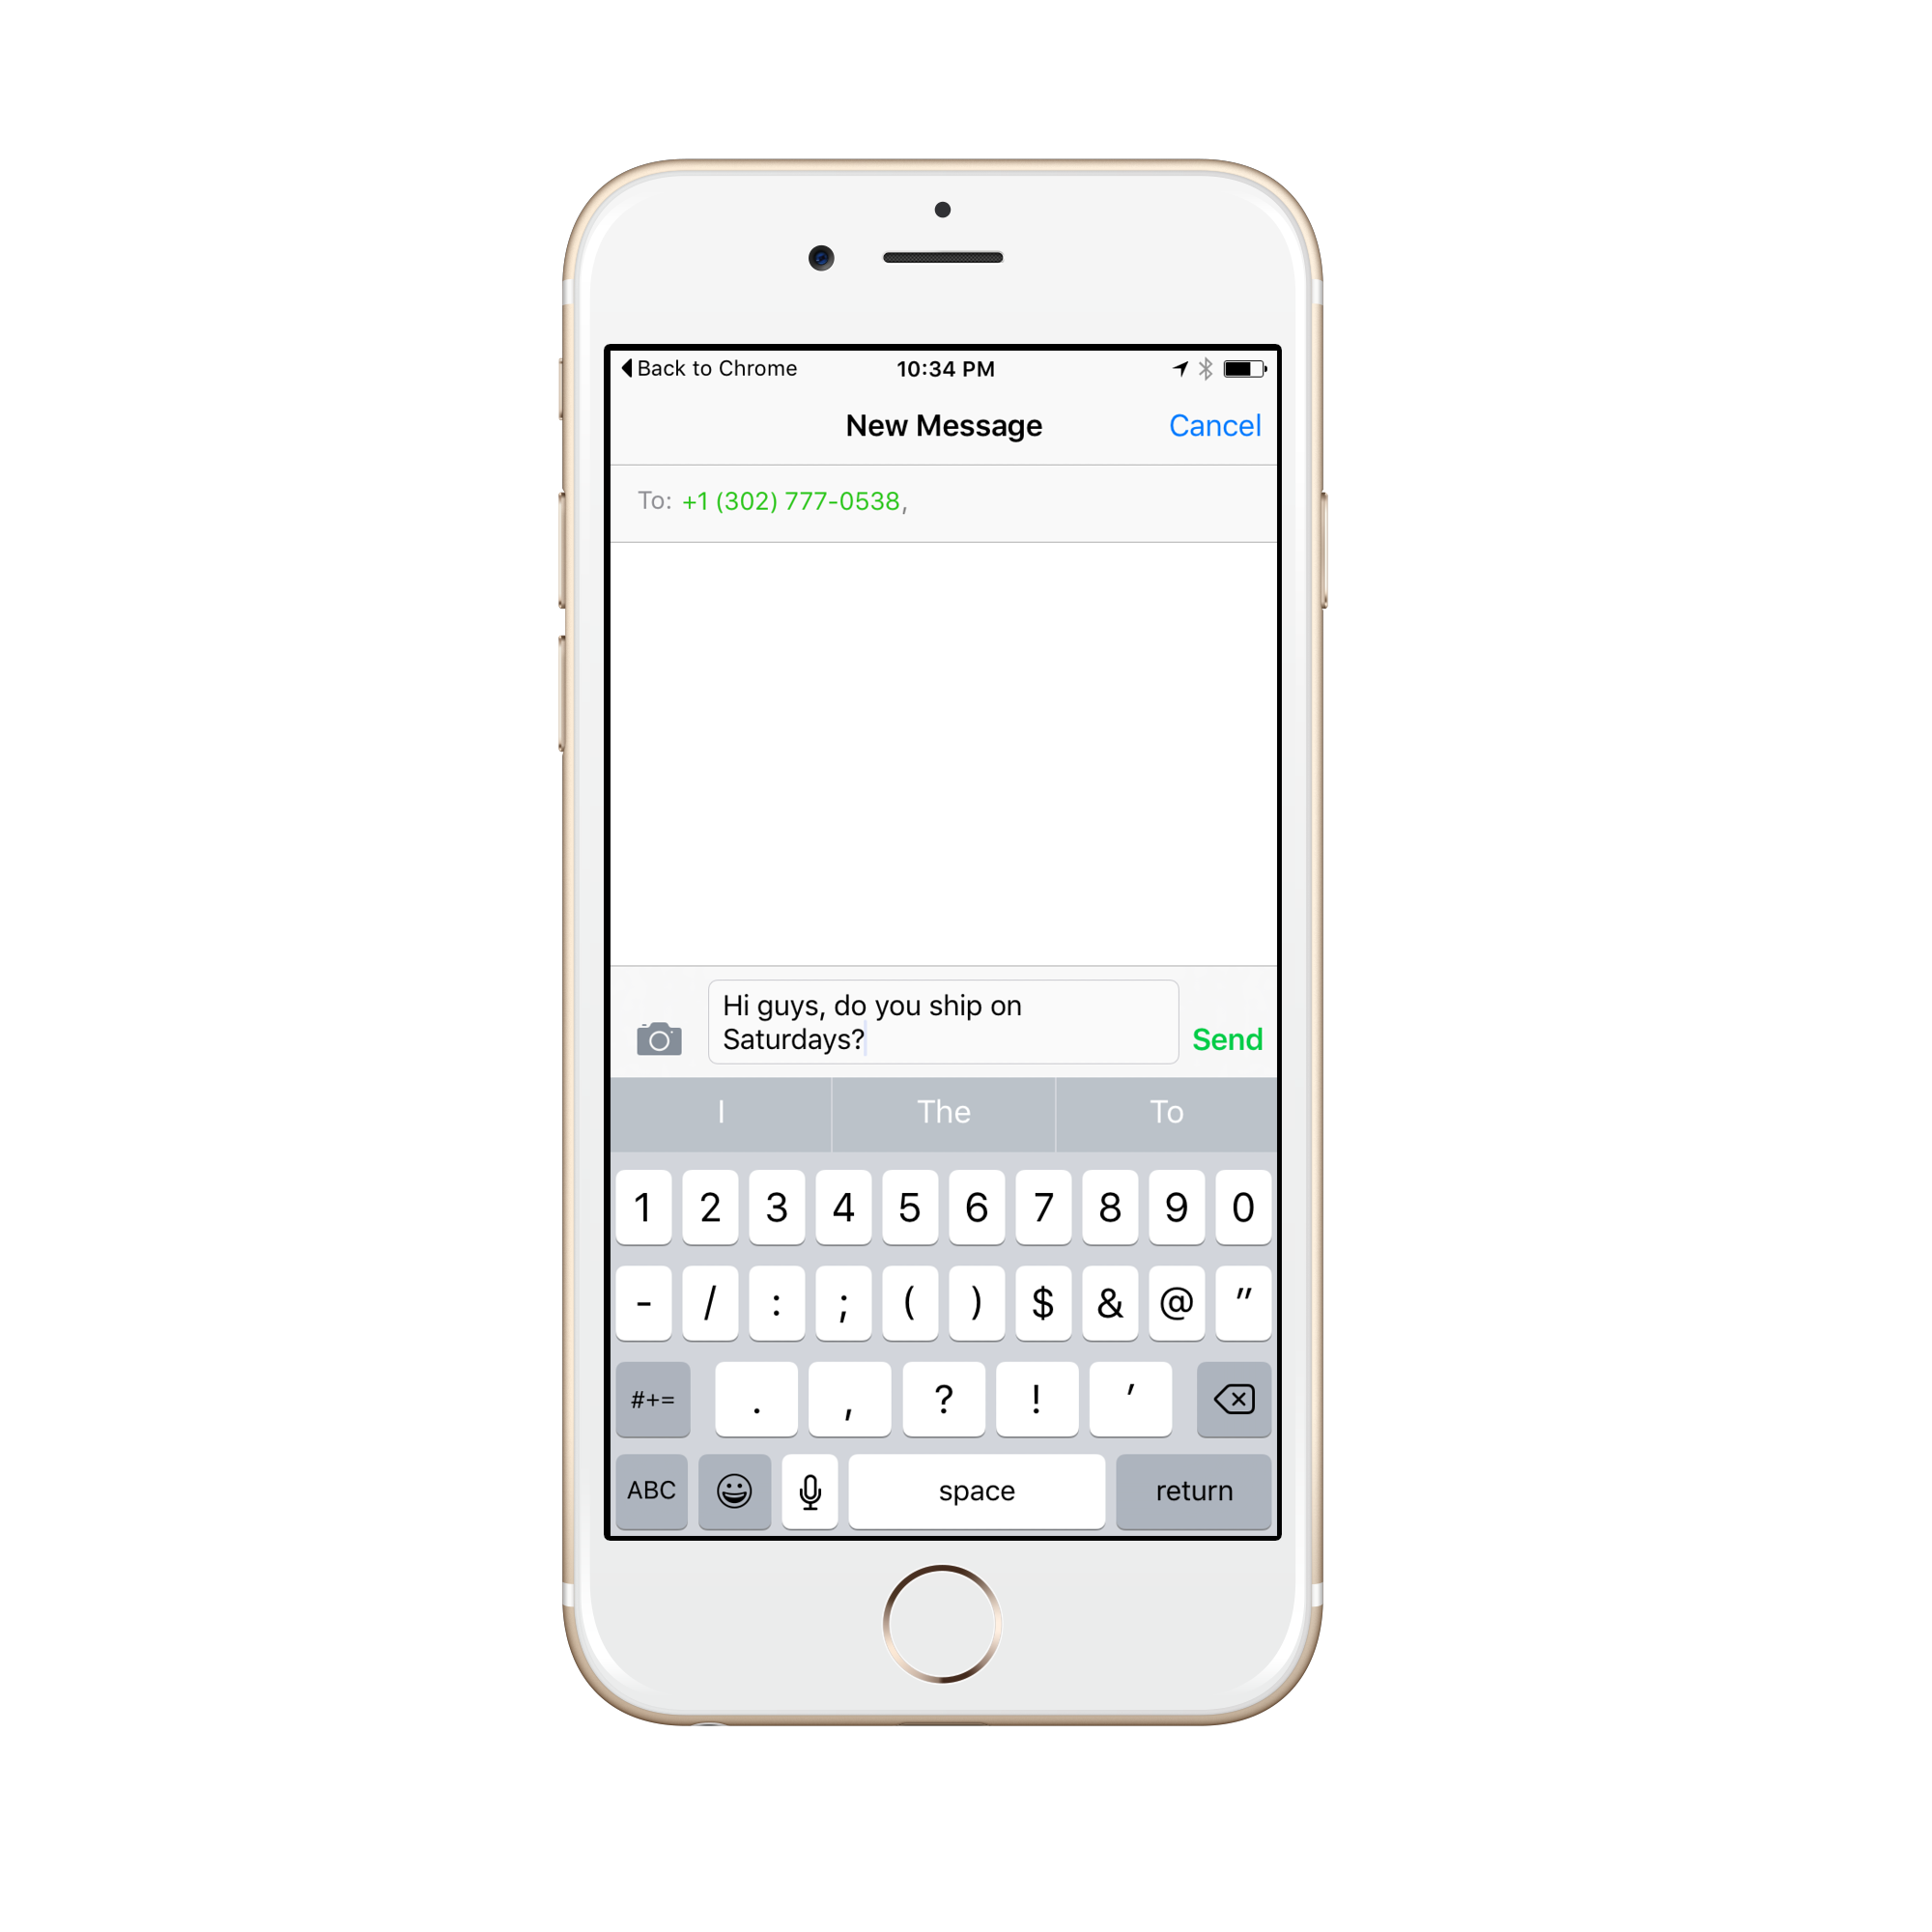 Back to Chrome 10:34 PM
New Message Cancel
To: +1 (302) 777-0538,
Hi guys, do you ship on
Saturdays?
Send
I The To
1 2 3 4 5 6 7 8 9 0
- / : ; ( ) $ & @ "
#+= . , ? ! '
ABC space return